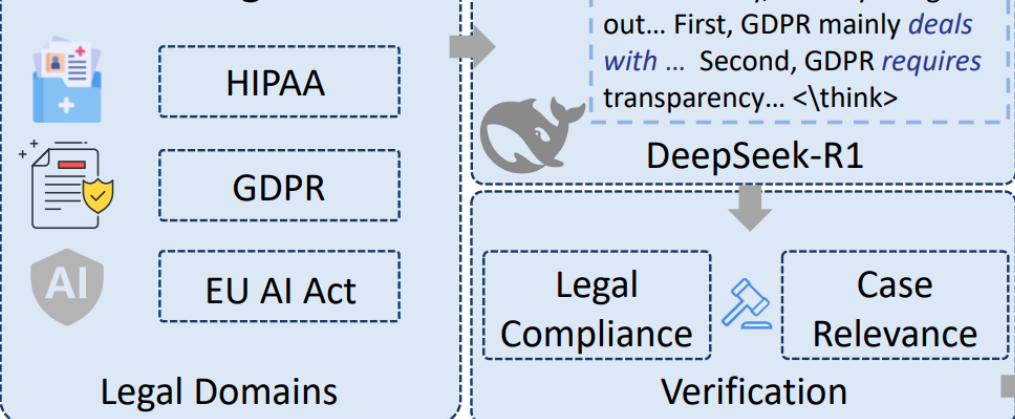 HIPAA
GDPR
AI
EU AI Act
Legal Domains
out... First, GDPR mainly deals
with ... Second, GDPR requires
transparency... <\think>
DeepSeek-R1
Legal
Compliance
Case
Relevance
Verification